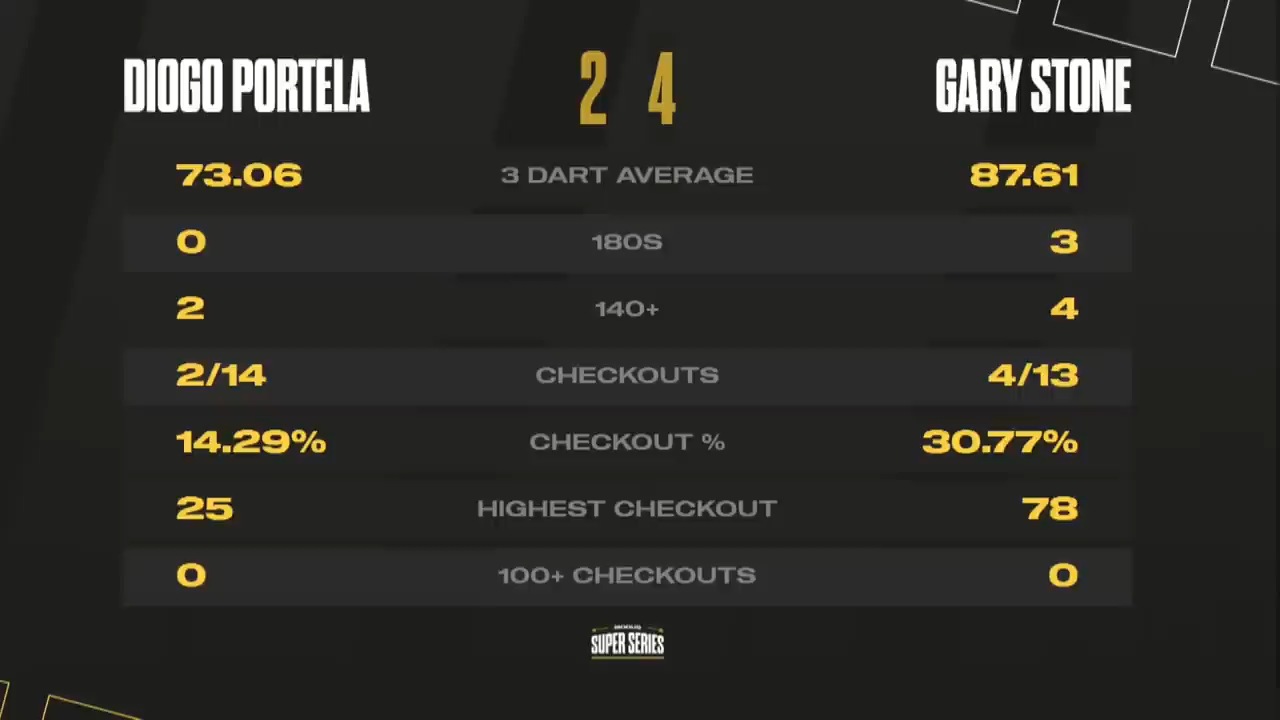 DIOGO PORTELA 2 4 GARY STONE
73.06 3 DART AVERAGE 87.61
0 180S 3
2 140+ 4
2/14 CHECKOUTS 4/13
14.29% CHECKOUT % 30.77%
25 HIGHEST CHECKOUT 78
0 100+ CHECKOUTS 0
MODUS
SUPER SERIES